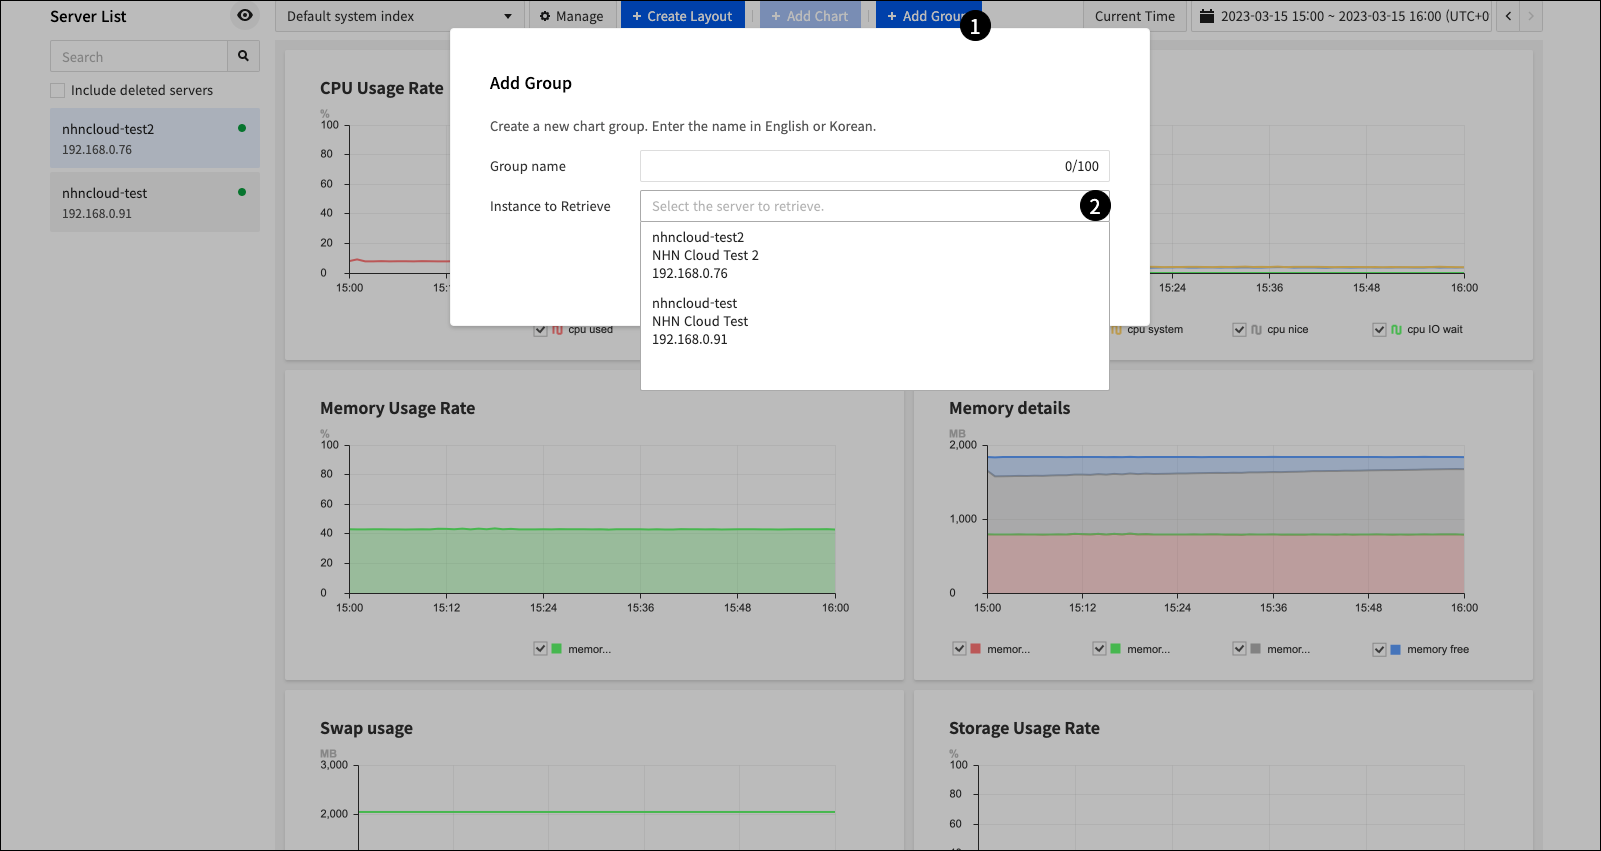 Server List
Default system index
Manage
+ Create Layout
+ Add Chart
+ Add Grou
1
Current Time
2023-03-15 15:00 ~ 2023-03-15 16:00 (UTC+0
Search
Include deleted servers
nhncloud-test2
192.168.0.76
nhncloud-test
192.168.0.91
Add Group
Create a new chart group. Enter the name in English or Korean.
Group name
0/100
Instance to Retrieve
Select the server to retrieve.
2
nhncloud-test2
NHN Cloud Test 2
192.168.0.76
nhncloud-test
NHN Cloud Test
192.168.0.91
CPU Usage Rate
%
100
80
60
40
20
0
15:00
15:1
cpu used
15:24
15:36
15:48
16:00
cpu system
cpu nice
cpu IO wait
Memory Usage Rate
%
100
80
60
40
20
0
15:00
15:12
15:24
15:36
15:48
16:00
memor...
Memory details
MB
2,000
1,000
0
15:00
15:12
15:24
15:36
15:48
16:00
memor...
memor...
memor...
memory free
Swap usage
MB
3,000
2,000
Storage Usage Rate
%
100
80
60